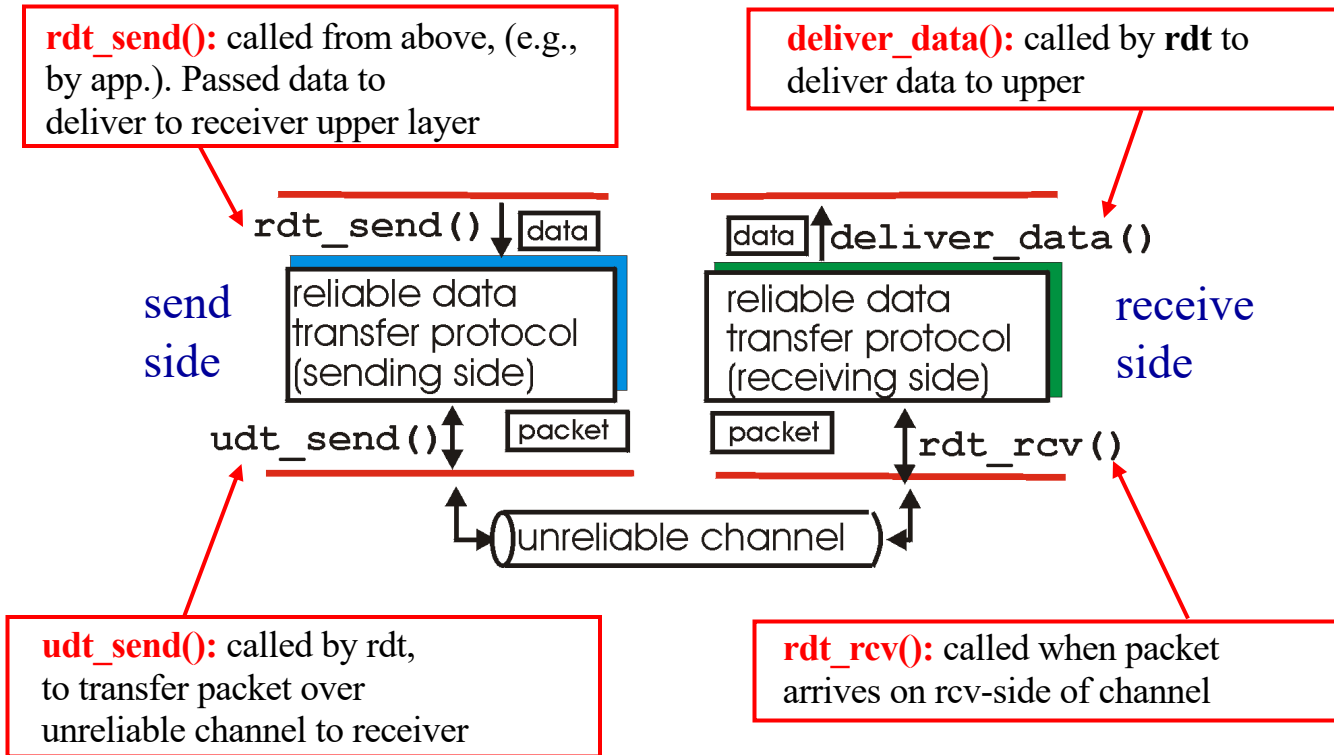 rdt_send(): called from above, (e.g.,
by app.). Passed data to
deliver to receiver upper layer
deliver_data(): called by rdt to
deliver data to upper
rdt_send()
data
data
deliver_data()
send
side
reliable data
transfer protocol
(sending side)
reliable data
transfer protocol
(receiving side)
receive
side
udt_send()
packet
packet
rdt_rcv()
unreliable channel
udt_send(): called by rdt,
to transfer packet over
unreliable channel to receiver
rdt_rcv(): called when packet
arrives on rcv-side of channel